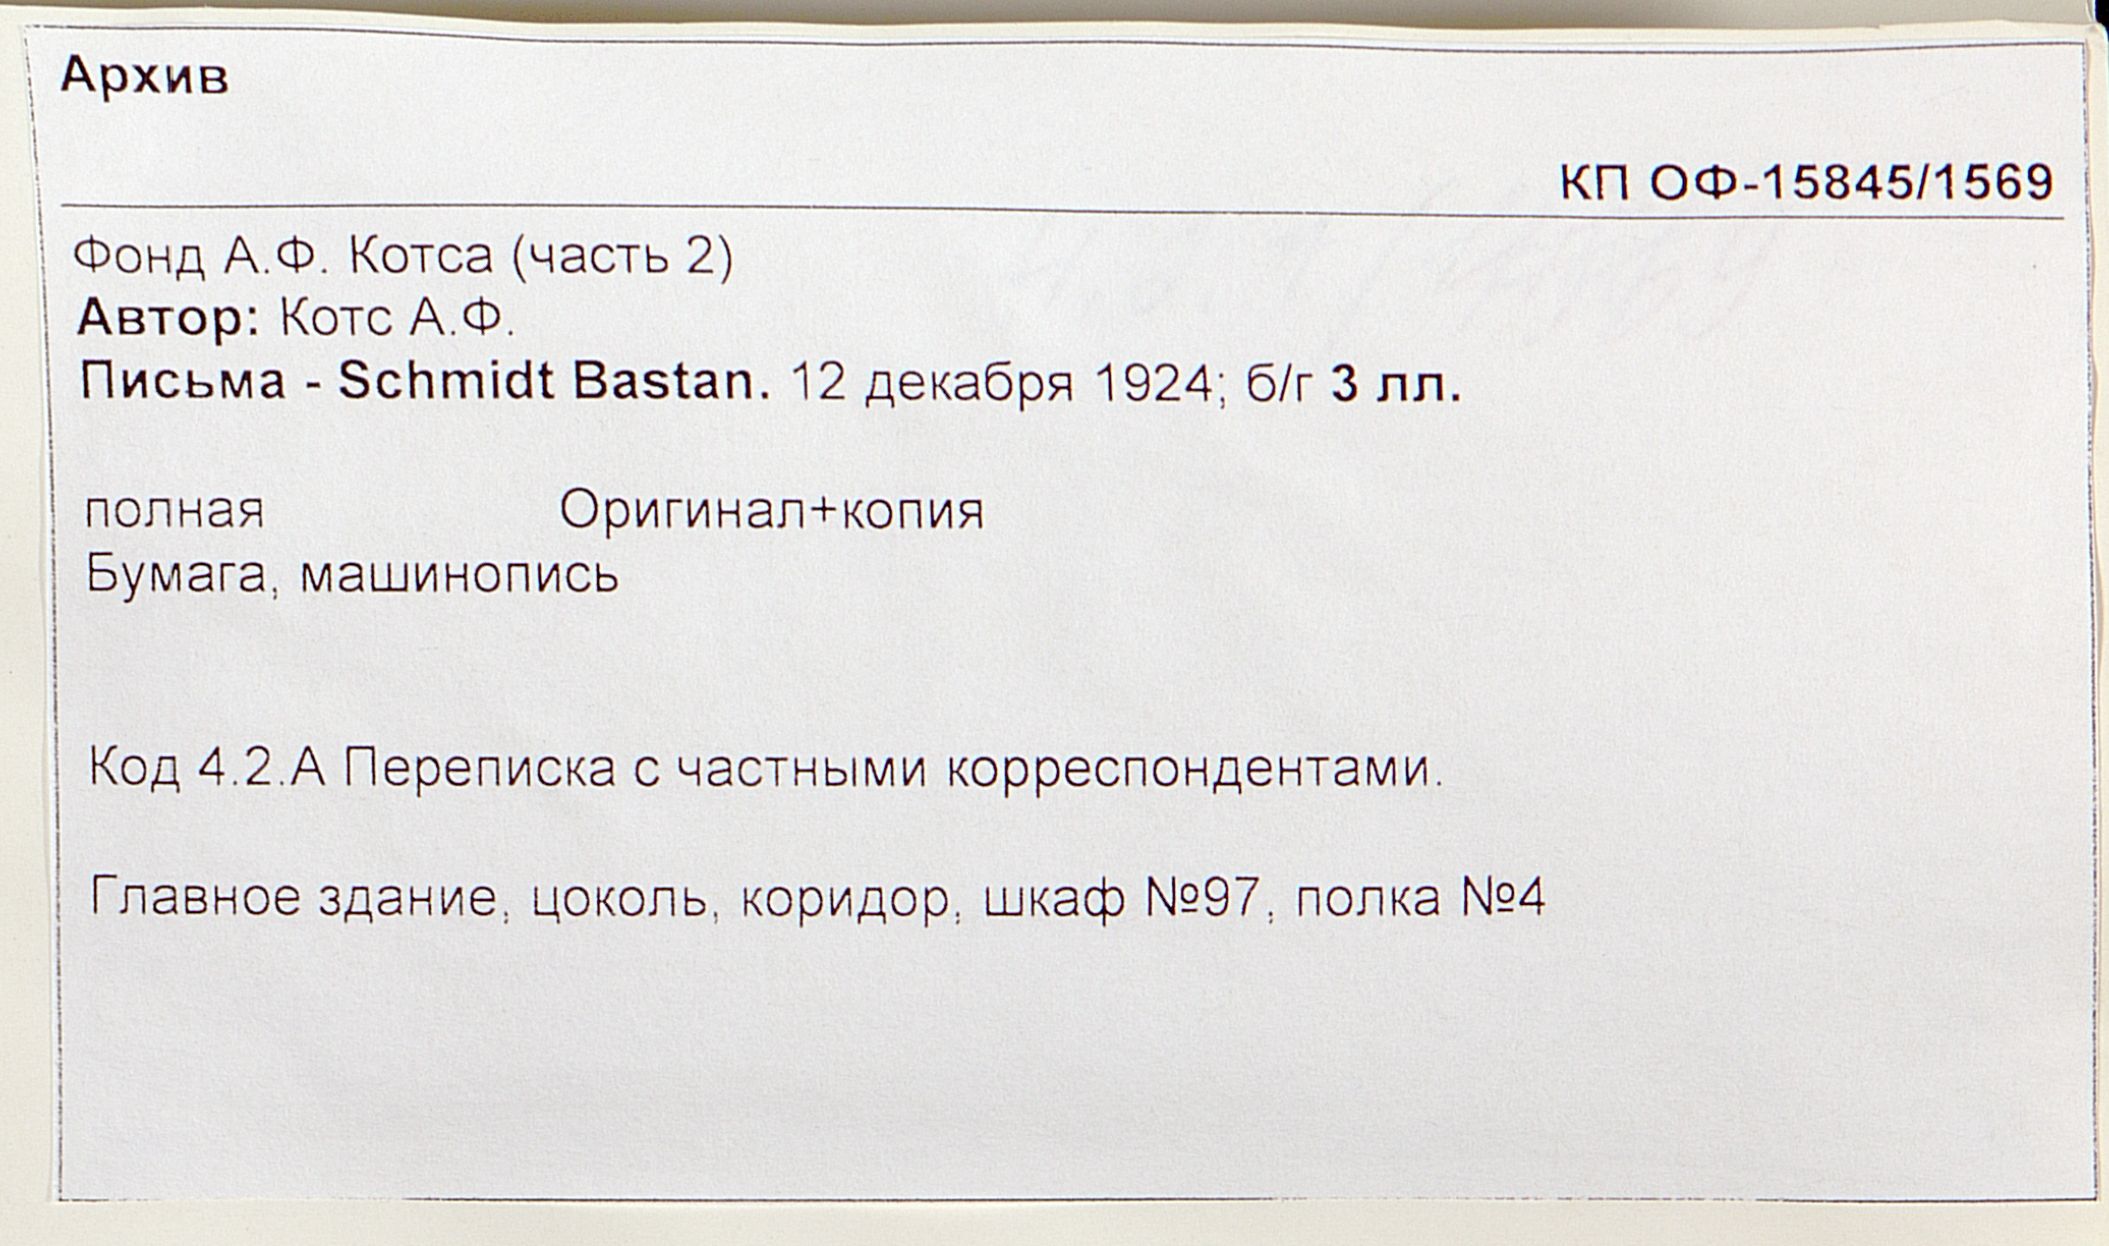 Архив
КП ОФ-15845/1569
Фонд А.Ф. Котса (часть 2)
Автор: Котс А.Ф.
Письма - Schmidt Bastan. 12 декабря 1924; б/г 3 лл.
полная Оригинал+копия
Бумага, машинопись
Код 4.2.А Переписка с частными корреспондентами.
Главное здание, цоколь, коридор, шкаф №97, полка №4